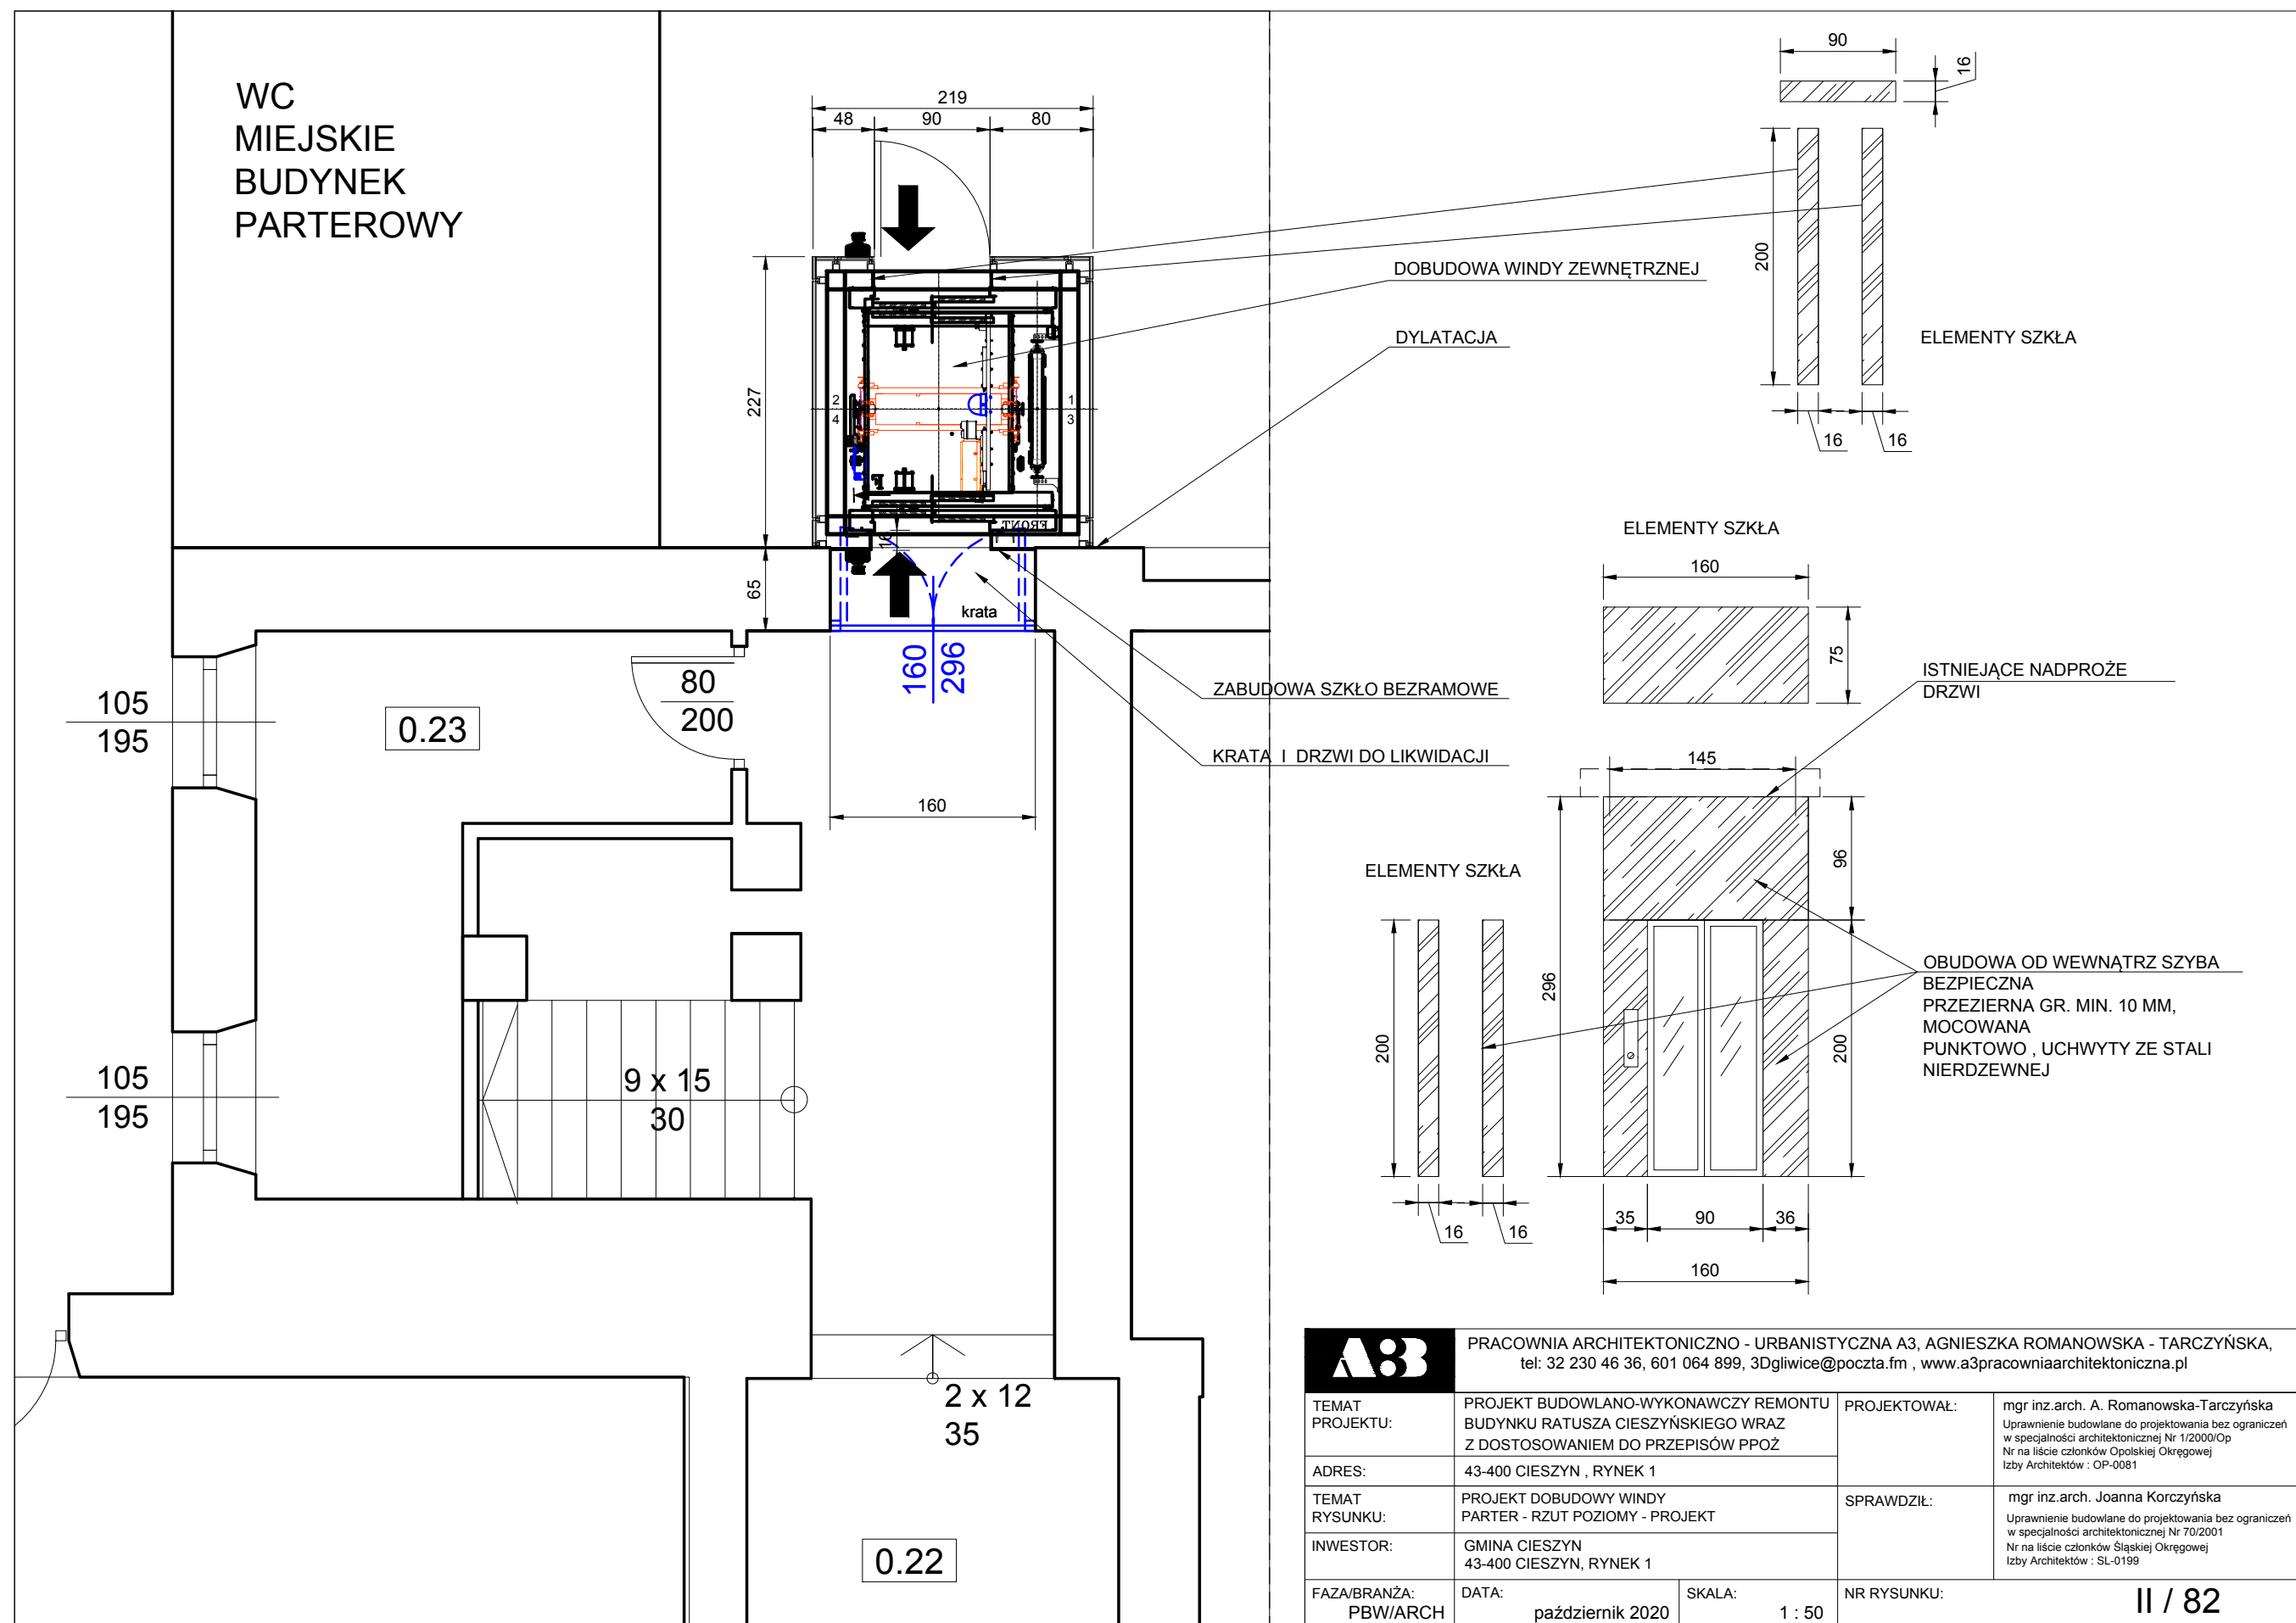 WC
MIEJSKIE
BUDYNEK
PARTEROWY
219
48
90
80
227
65
2
4
1
3
FRONT
16
krata
160
296
160
80
200
0.23
105
195
105
195
9 x 15
30
2 x 12
35
0.22
DOBUDOWA WINDY ZEWNĘTRZNEJ
DYLATACJA
ZABUDOWA SZKŁO BEZRAMOWE
KRATA I DRZWI DO LIKWIDACJI
90
16
200
16
16
ELEMENTY SZKŁA
ELEMENTY SZKŁA
160
75
ISTNIEJĄCE NADPROŻE
DRZWI
145
96
296
200
35
90
36
160
ELEMENTY SZKŁA
200
16
16
OBUDOWA OD WEWNĄTRZ SZYBA
BEZPIECZNA
PRZEZIERNA GR. MIN. 10 MM,
MOCOWANA
PUNKTOWO , UCHWYTY ZE STALI
NIERDZEWNEJ
A3
PRACOWNIA ARCHITEKTONICZNO - URBANISTYCZNA A3, AGNIESZKA ROMANOWSKA - TARCZYŃSKA,
tel: 32 230 46 36, 601 064 899, 3Dgliwice@poczta.fm , www.a3pracowniaarchitektoniczna.pl
TEMAT
PROJEKTU:
PROJEKT BUDOWLANO-WYKONAWCZY REMONTU
BUDYNKU RATUSZA CIESZYŃSKIEGO WRAZ
Z DOSTOSOWANIEM DO PRZEPISÓW PPOŻ
PROJEKTOWAŁ:
mgr inz.arch. A. Romanowska-Tarczyńska
Uprawnienie budowlane do projektowania bez ograniczeń
w specjalności architektonicznej Nr 1/2000/Op
Nr na liście członków Opolskiej Okręgowej
Izby Architektów : OP-0081
ADRES:
43-400 CIESZYN , RYNEK 1
TEMAT
RYSUNKU:
PROJEKT DOBUDOWY WINDY
PARTER - RZUT POZIOMY - PROJEKT
SPRAWDZIŁ:
mgr inz.arch. Joanna Korczyńska
Uprawnienie budowlane do projektowania bez ograniczeń
w specjalności architektonicznej Nr 70/2001
Nr na liście członków Śląskiej Okręgowej
Izby Architektów : SL-0199
INWESTOR:
GMINA CIESZYN
43-400 CIESZYN, RYNEK 1
FAZA/BRANŻA:
PBW/ARCH
DATA:
październik 2020
SKALA:
1 : 50
NR RYSUNKU:
II / 82